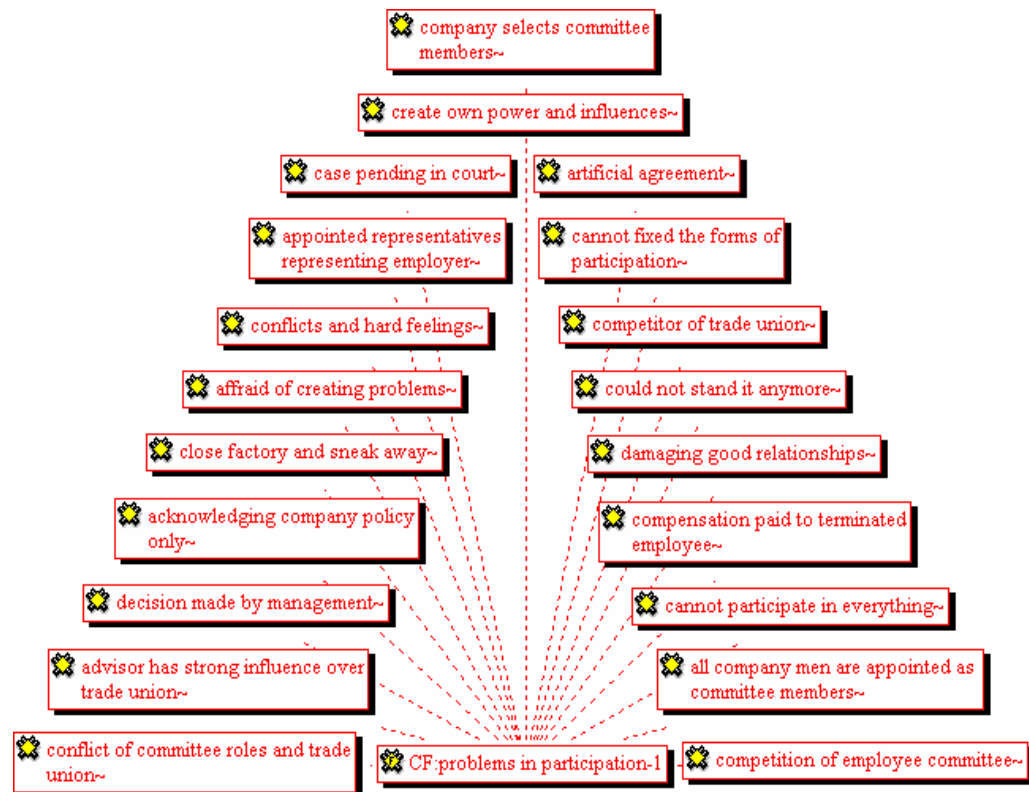 company selects committee
members~
create own power and influences~
case pending in court~
artificial agreement~
appointed representatives
representing employer~
cannot fixed the forms of
participation~
conflicts and hard feelings~
competitor of trade union~
affraid of creating problems~
could not stand it anymore~
close factory and sneak away~
damaging good relationships~
acknowledging company policy
only~
compensation paid to terminated
employee~
decision made by management~
cannot participate in everything~
advisor has strong influence over
trade union~
all company men are appointed as
committee members~
conflict of committee roles and trade
union~
CF:problems in participation-1
competition of employee committee~